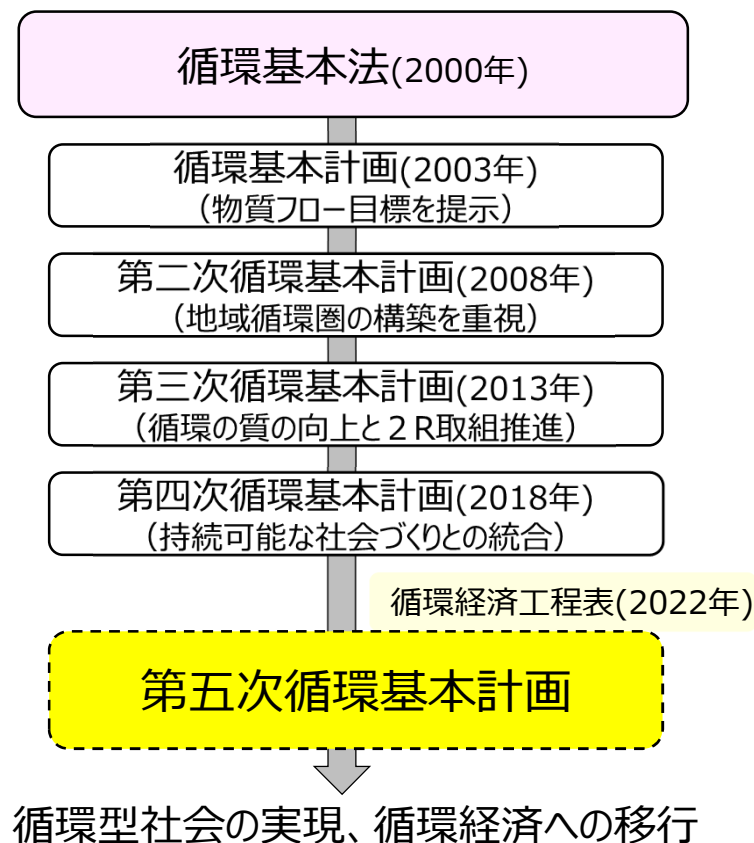 循環基本法(2000年)
循環基本計画(2003年)
（物質フロー目標を提示）
第二次循環基本計画(2008年)
（地域循環圏の構築を重視）
第三次循環基本計画(2013年)
（循環の質の向上と２R取組推進）
第四次循環基本計画(2018年)
（持続可能な社会づくりとの統合）
循環経済工程表(2022年)
第五次循環基本計画
循環型社会の実現、循環経済への移行